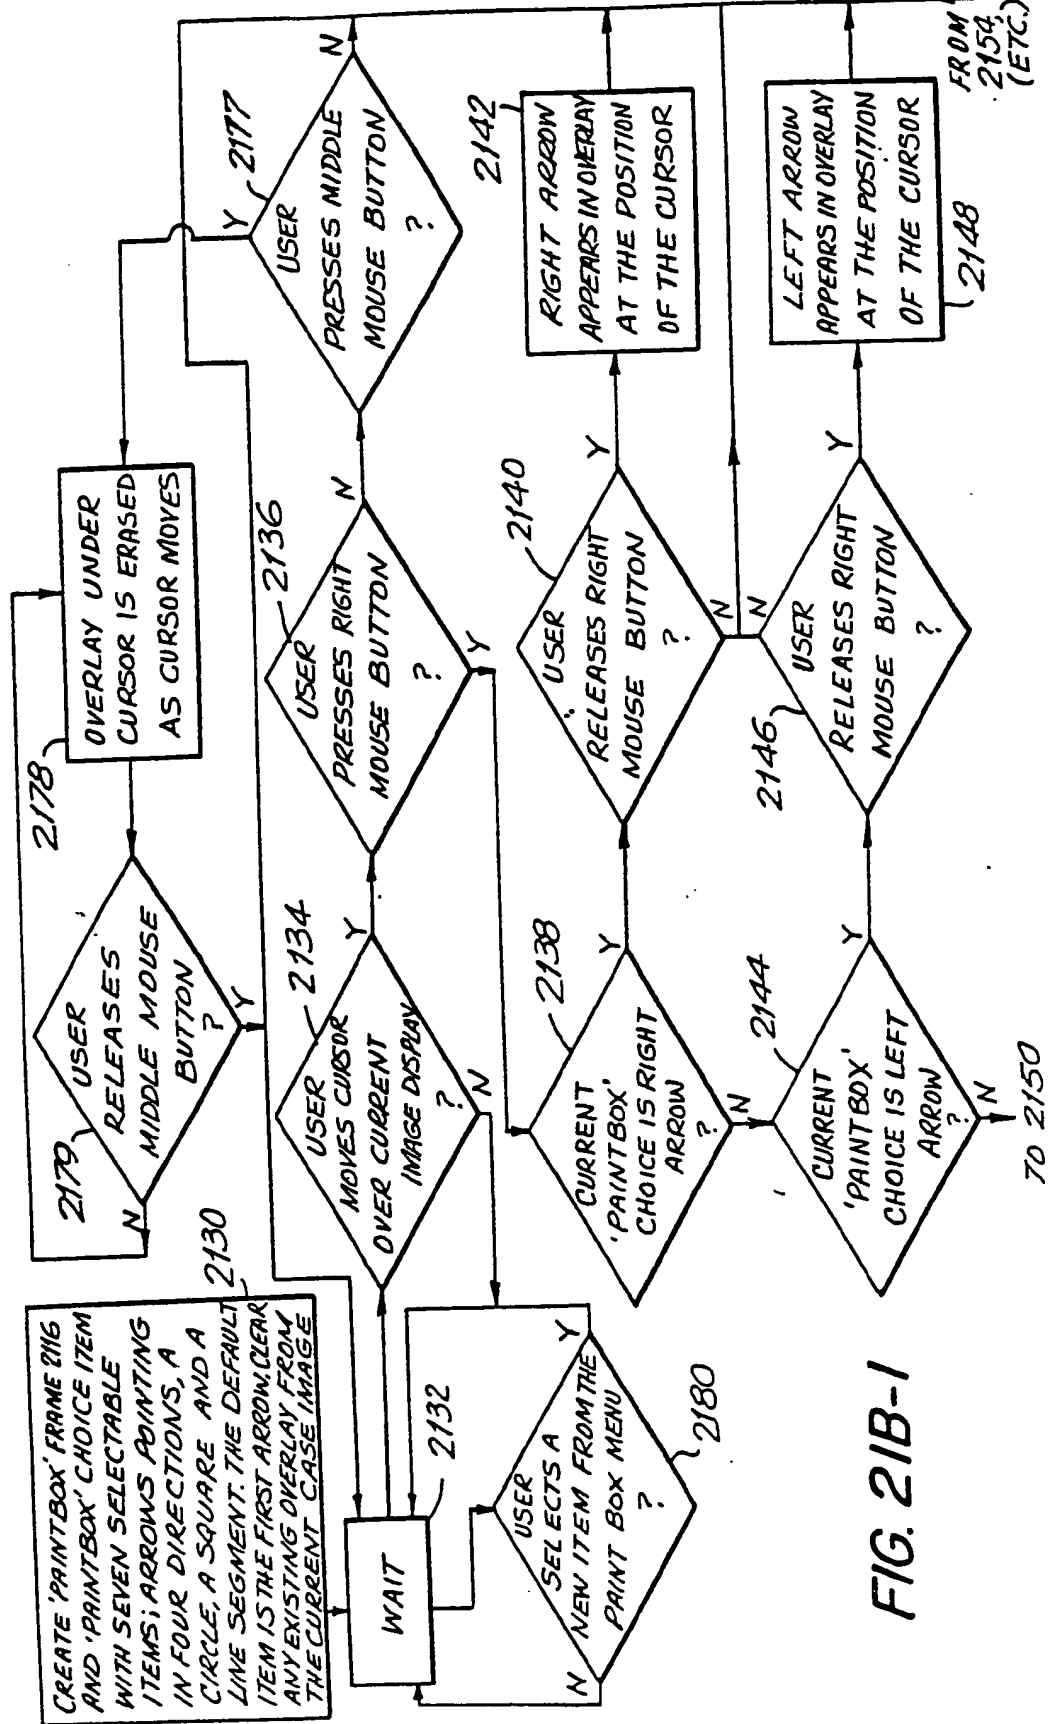 CREATE 'PAINTBOX' FRAME 2116
AND 'PAINTBOX' CHOICE ITEM
WITH SEVEN SELECTABLE
ITEMS; ARROWS POINTING
IN FOUR DIRECTIONS, A
CIRCLE, A SQUARE AND A
LINE SEGMENT. THE DEFAULT
ITEM IS THE FIRST ARROW. CLEAR
ANY EXISTING OVERLAY FROM
THE CURRENT CASE IMAGE
2130
WAIT
2132
USER
SELECTS A
NEW ITEM FROM THE
PAINT BOX MENU
?
Y
N
2180
USER
RELEASES
MIDDLE MOUSE
BUTTON
?
N
Y
2179
OVERLAY UNDER
CURSOR IS ERASED
AS CURSOR MOVES
2178
USER
MOVES CURSOR
OVER CURRENT
IMAGE DISPLAY
?
Y
N
2134
USER
PRESSES RIGHT
MOUSE BUTTON
?
N
Y
2136
USER
PRESSES MIDDLE
MOUSE BUTTON
?
Y
N
2177
CURRENT
'PAINTBOX'
CHOICE IS RIGHT
ARROW
?
Y
N
2138
USER
RELEASES RIGHT
MOUSE BUTTON
?
Y
N
2140
RIGHT ARROW
APPEARS IN OVERLAY
AT THE POSITION
OF THE CURSOR
2142
CURRENT
'PAINTBOX'
CHOICE IS LEFT
ARROW
?
Y
N
2144
TO 2150
USER
RELEASES RIGHT
MOUSE BUTTON
?
N
Y
2146
LEFT ARROW
APPEARS IN OVERLAY
AT THE POSITION
OF THE CURSOR
2148
FROM
2154,
(ETC.)
FIG. 21B-1